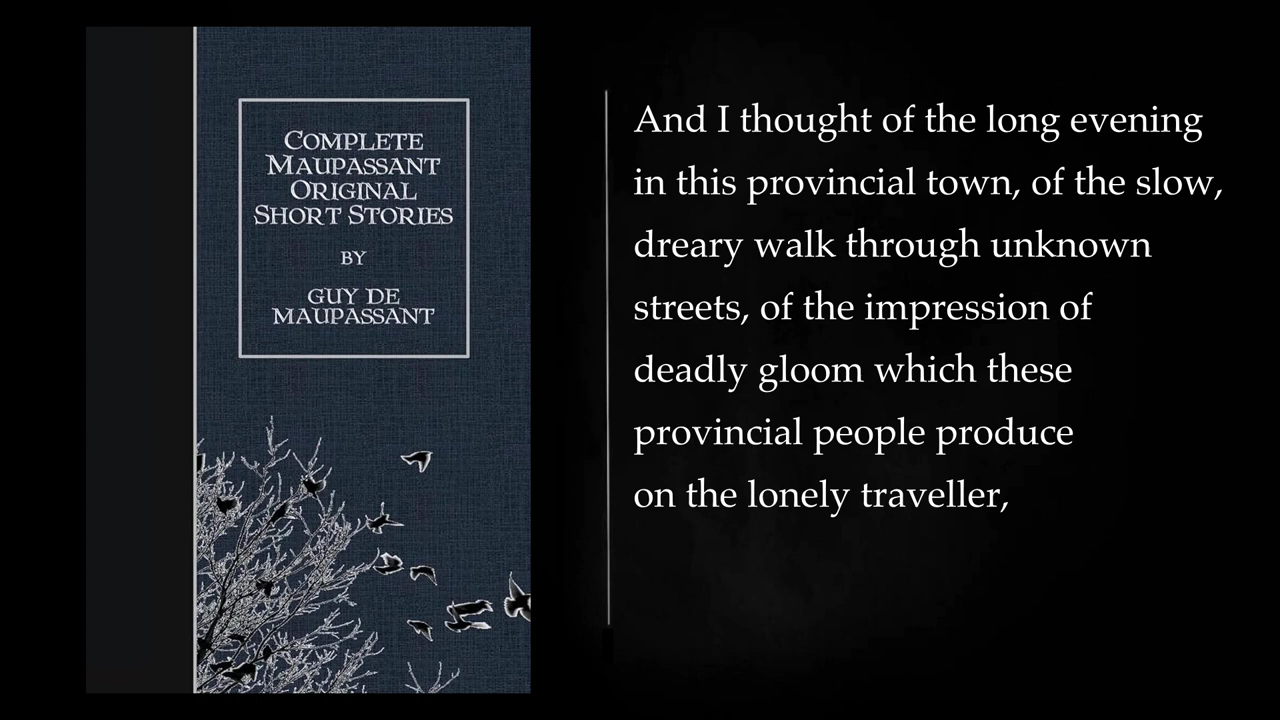 COMPLETE
MAUPASSANT
ORIGINAL
SHORT STORIES
BY
GUY DE
MAUPASSANT
And I thought of the long evening
in this provincial town, of the slow,
dreary walk through unknown
streets, of the impression of
deadly gloom which these
provincial people produce
on the lonely traveller,